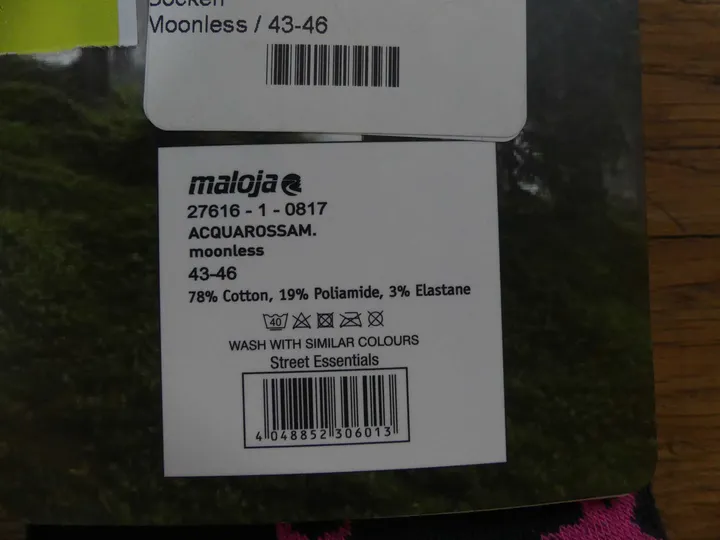 Socken
Moonless / 43-46
maloja
27616 - 1 - 0817
ACQUAROSSAM.
moonless
43-46
78% Cotton, 19% Poliamide, 3% Elastane
40
WASH WITH SIMILAR COLOURS
Street Essentials
4 048852 306013